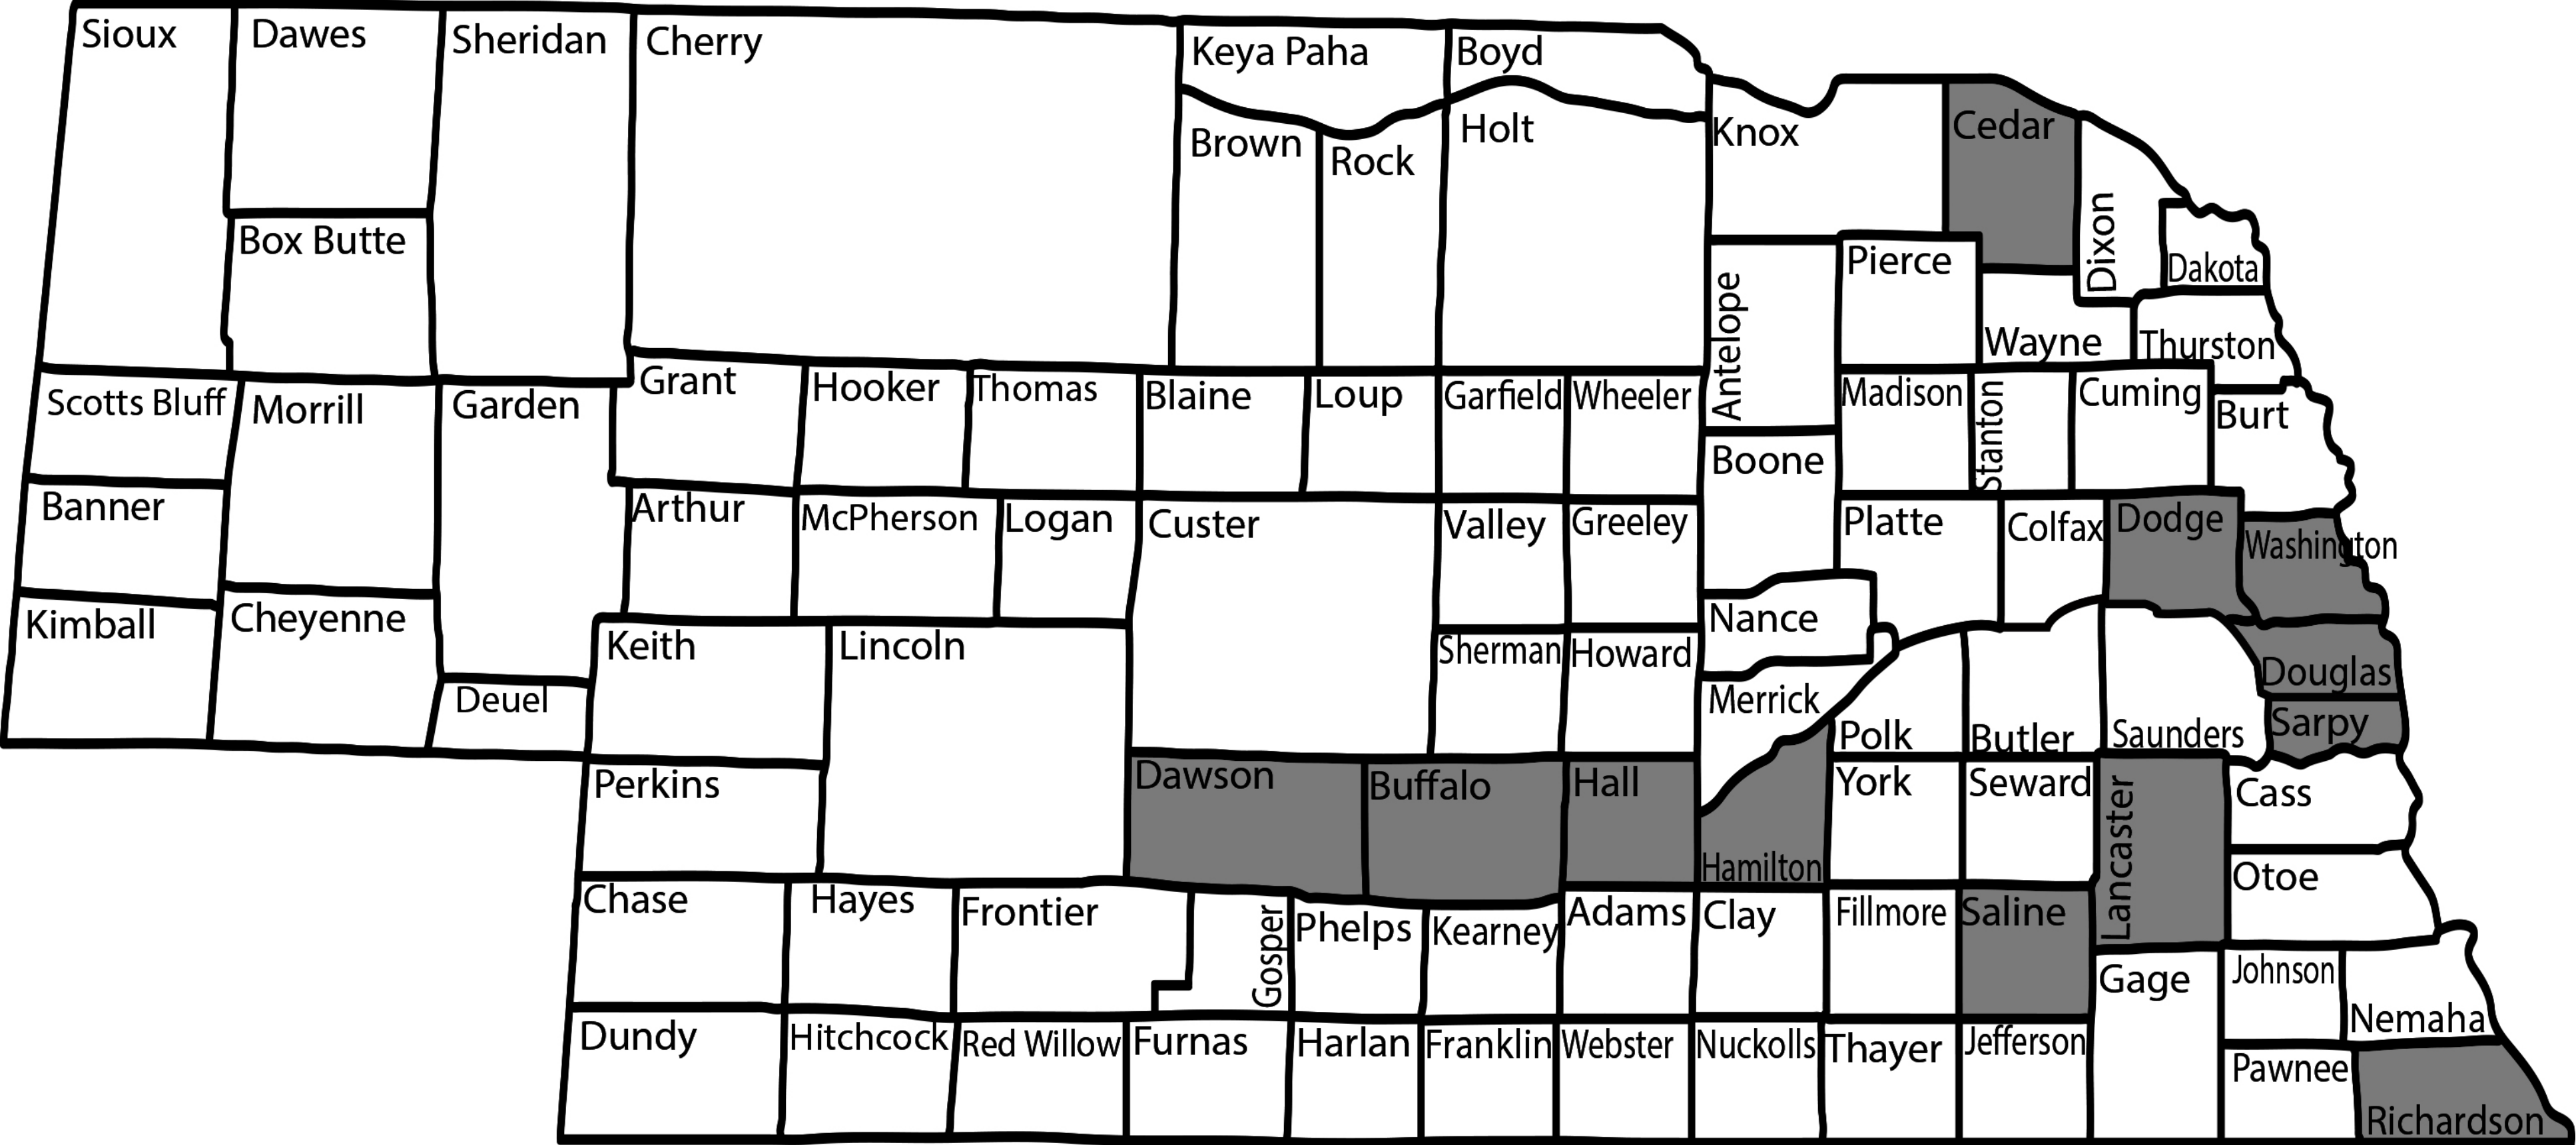 Sioux
Dawes
Sheridan
Cherry
Keya Paha
Boyd
Knox
Cedar
Brown
Rock
Holt
Dixon
Dakota
Box Butte
Antelope
Pierce
Wayne
Thurston
Scotts Bluff
Morrill
Garden
Grant
Hooker
Thomas
Blaine
Loup
Garfield
Wheeler
Boone
Madison
Stanton
Cuming
Burt
Banner
Arthur
McPherson
Logan
Custer
Valley
Greeley
Platte
Colfax
Dodge
Washington
Kimball
Cheyenne
Deuel
Keith
Lincoln
Sherman
Howard
Nance
Merrick
Polk
Butler
Saunders
Douglas
Sarpy
Perkins
Dawson
Buffalo
Hall
Hamilton
York
Seward
Lancaster
Cass
Otoe
Chase
Hayes
Frontier
Gosper
Phelps
Kearney
Adams
Clay
Fillmore
Saline
Gage
Johnson
Nemaha
Dundy
Hitchcock
Red Willow
Furnas
Harlan
Franklin
Webster
Nuckolls
Thayer
Jefferson
Pawnee
Richardson